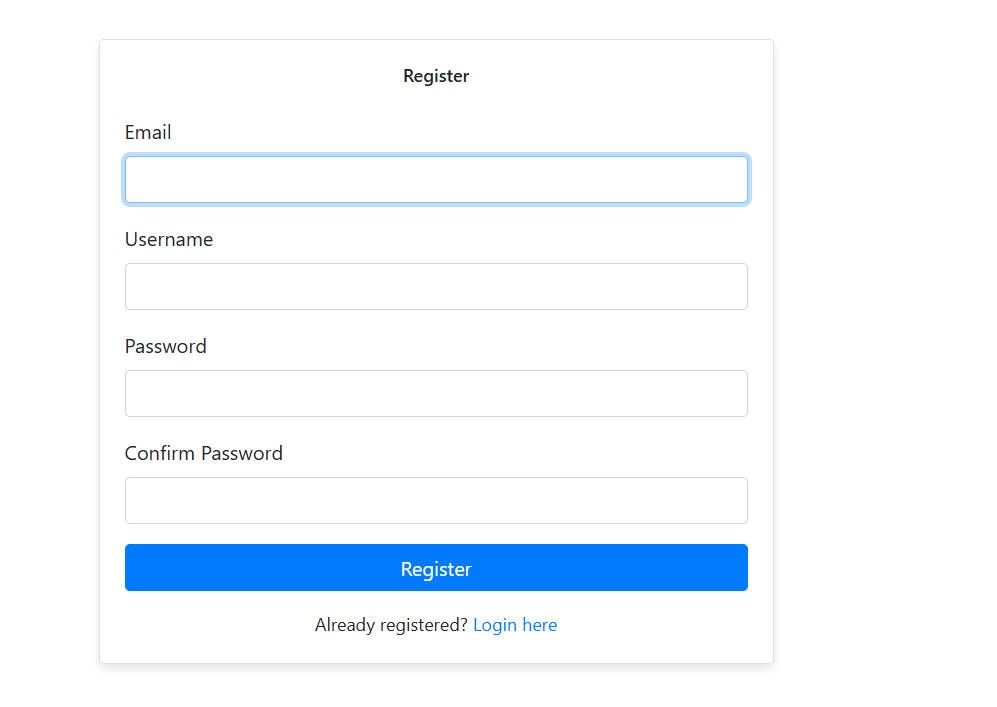 Register
Email
Username
Password
Confirm Password
Register
Already registered? Login here